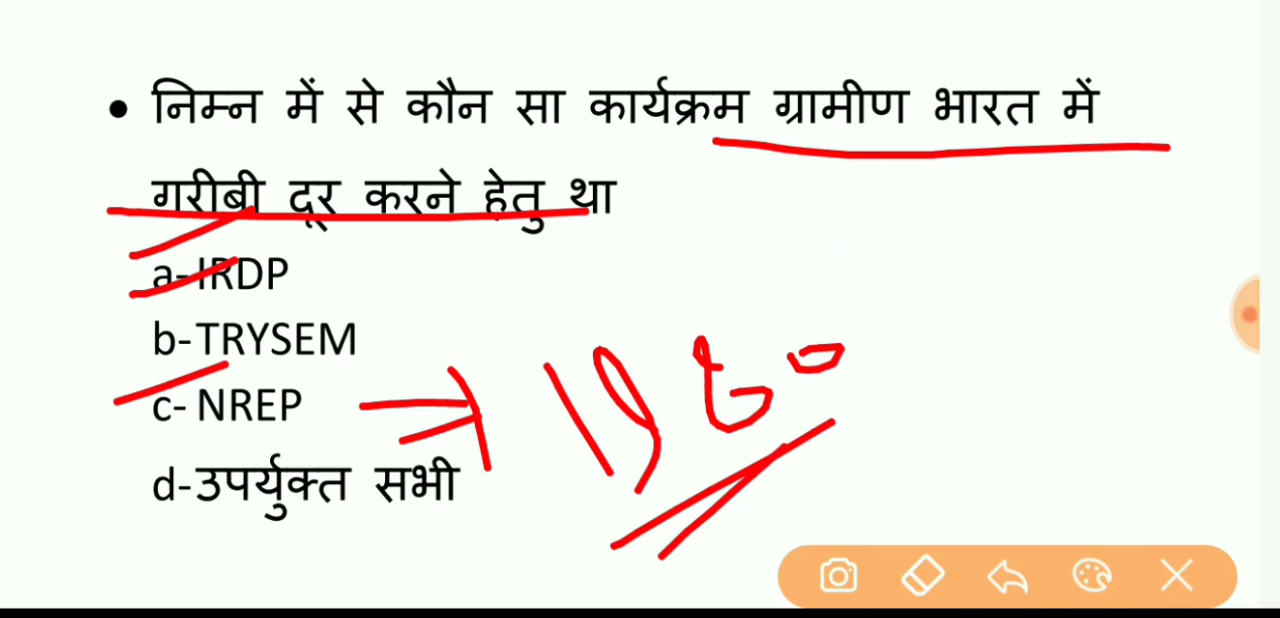 • निम्न में से कौन सा कार्यक्रम ग्रामीण भारत में
गरीबी दूर करने हेतु था
a-IRDP
b-TRYSEM
c- NREP → 1980
d-उपर्युक्त सभी